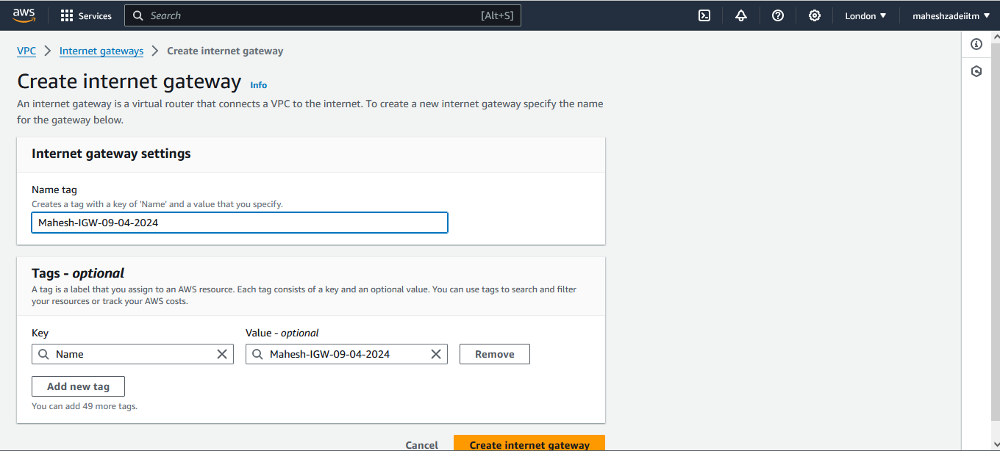 aws
Services
Search
[Alt+S]
London
maheshzadeiitm
VPC
Internet gateways
Create internet gateway
Create internet gateway
Info
An internet gateway is a virtual router that connects a VPC to the internet. To create a new internet gateway specify the name
for the gateway below.
Internet gateway settings
Name tag
Creates a tag with a key of 'Name' and a value that you specify.
Mahesh-IGW-09-04-2024
Tags - optional
A tag is a label that you assign to an AWS resource. Each tag consists of a key and an optional value. You can use tags to search and filter
your resources or track your AWS costs.
Key
Value - optional
Name
Mahesh-IGW-09-04-2024
Remove
Add new tag
You can add 49 more tags.
Cancel
Create internet gateway